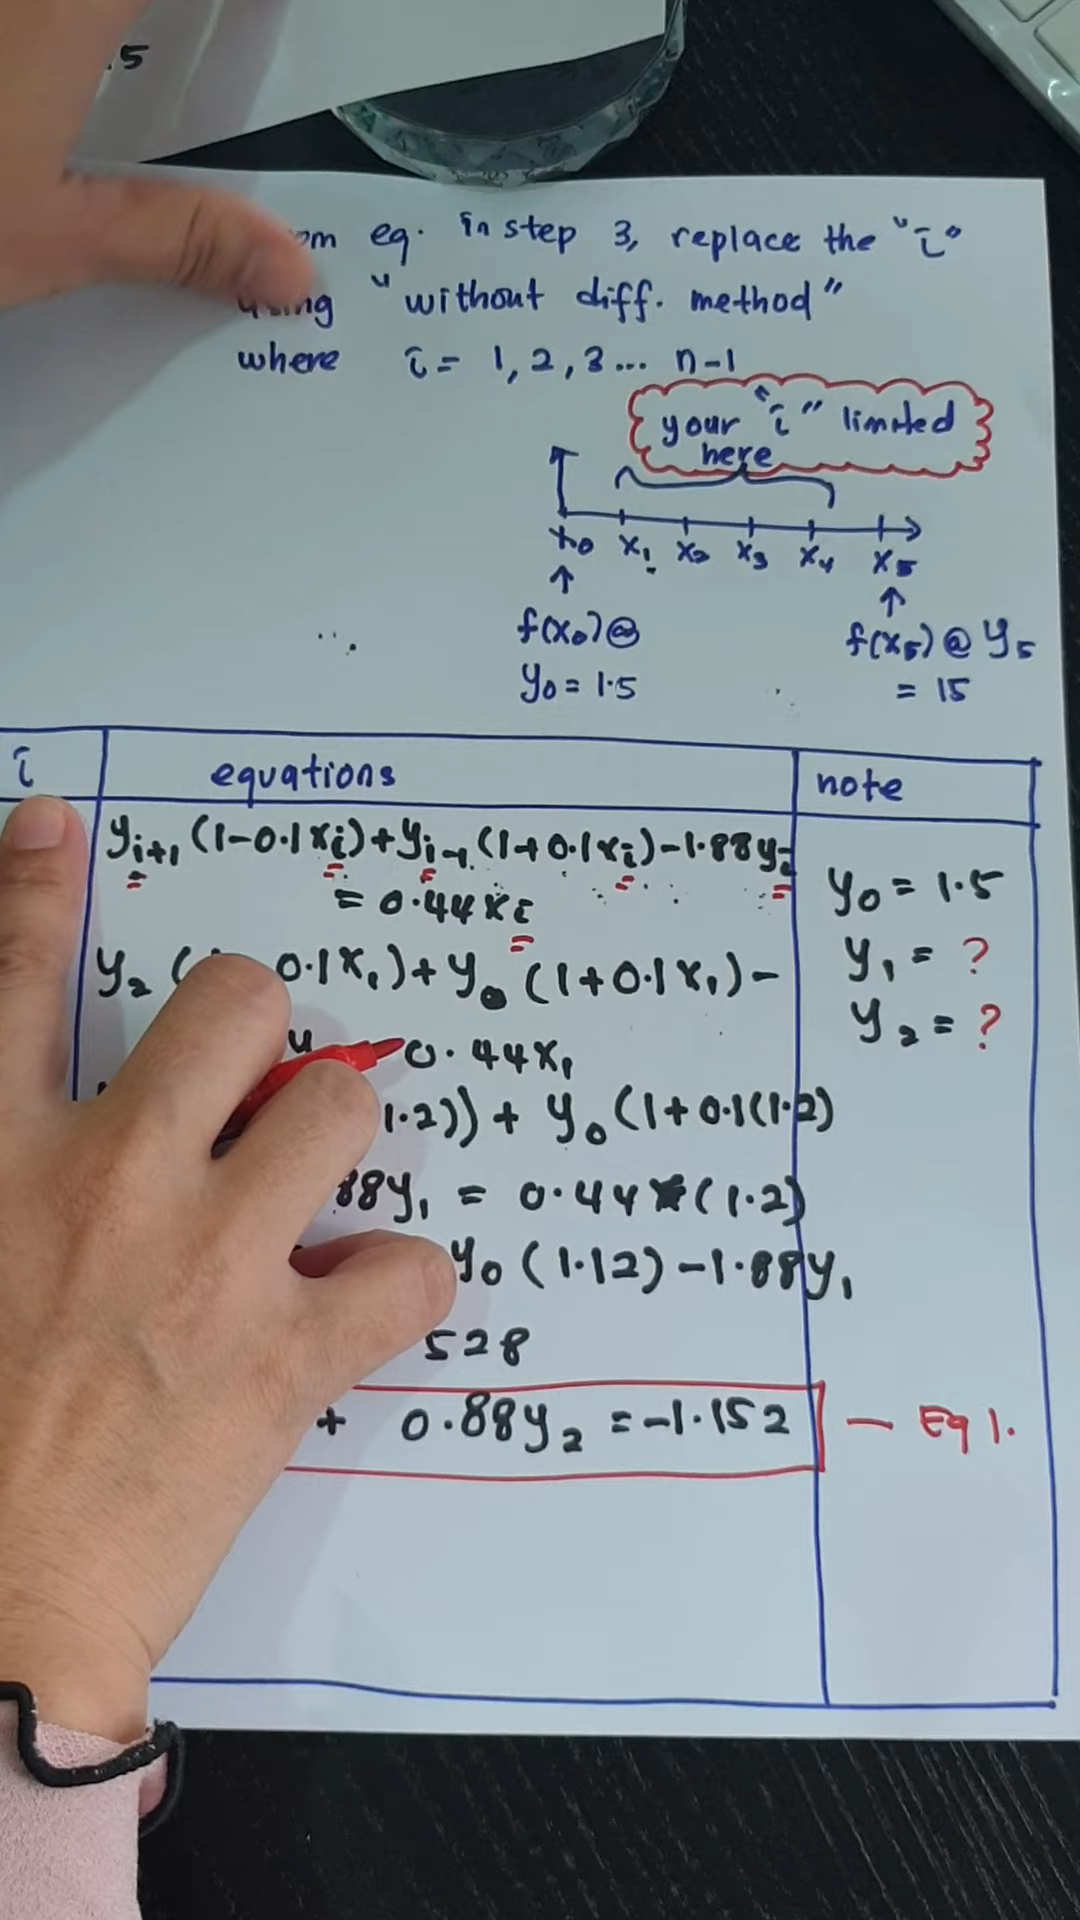 .5
eq. in step 3, replace the "i"
using "without diff. method"
where i = 1, 2, 3... n-1
your "i" limited
here
x0 x1 x2 x3 x4 x5
f(x0) @
y0 = 1.5
f(x5) @ y5
= 15
i equations note
yi+1 (1-0.1xi) + yi-1 (1+0.1xi) - 1.88yi
= 0.44xi
y0 = 1.5
y1 = ?
y2 = ?
y2 ( 0.1x1) + y0 (1+0.1x1) -
0.44x1
1.2)) + y0 (1+0.1(1.2)
88y1 = 0.44 (1.2)
y0 (1.12) - 1.88y1
528
+ 0.88y2 = -1.152 — Eq 1.